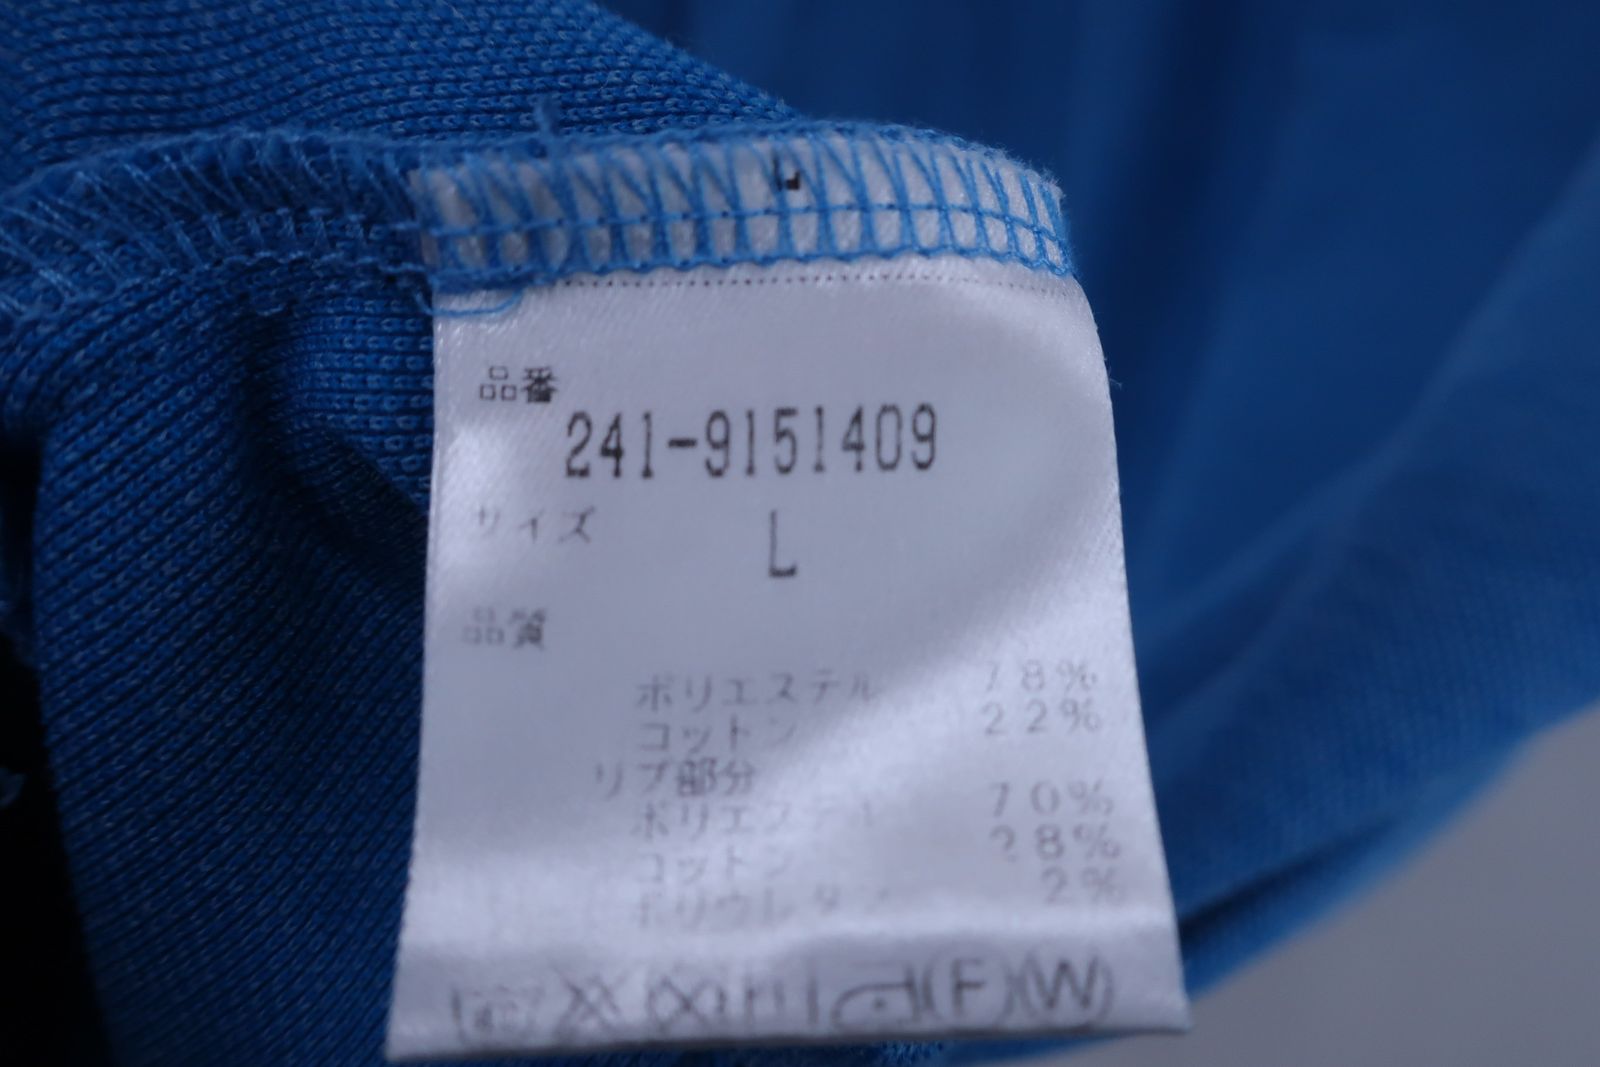 品番
241-9151409
サイズ L
品質
ポリエステル 78%
コットン 22%
リブ部分
ポリエステル 70%
コットン 28%
ポリウレタン 2%
F W